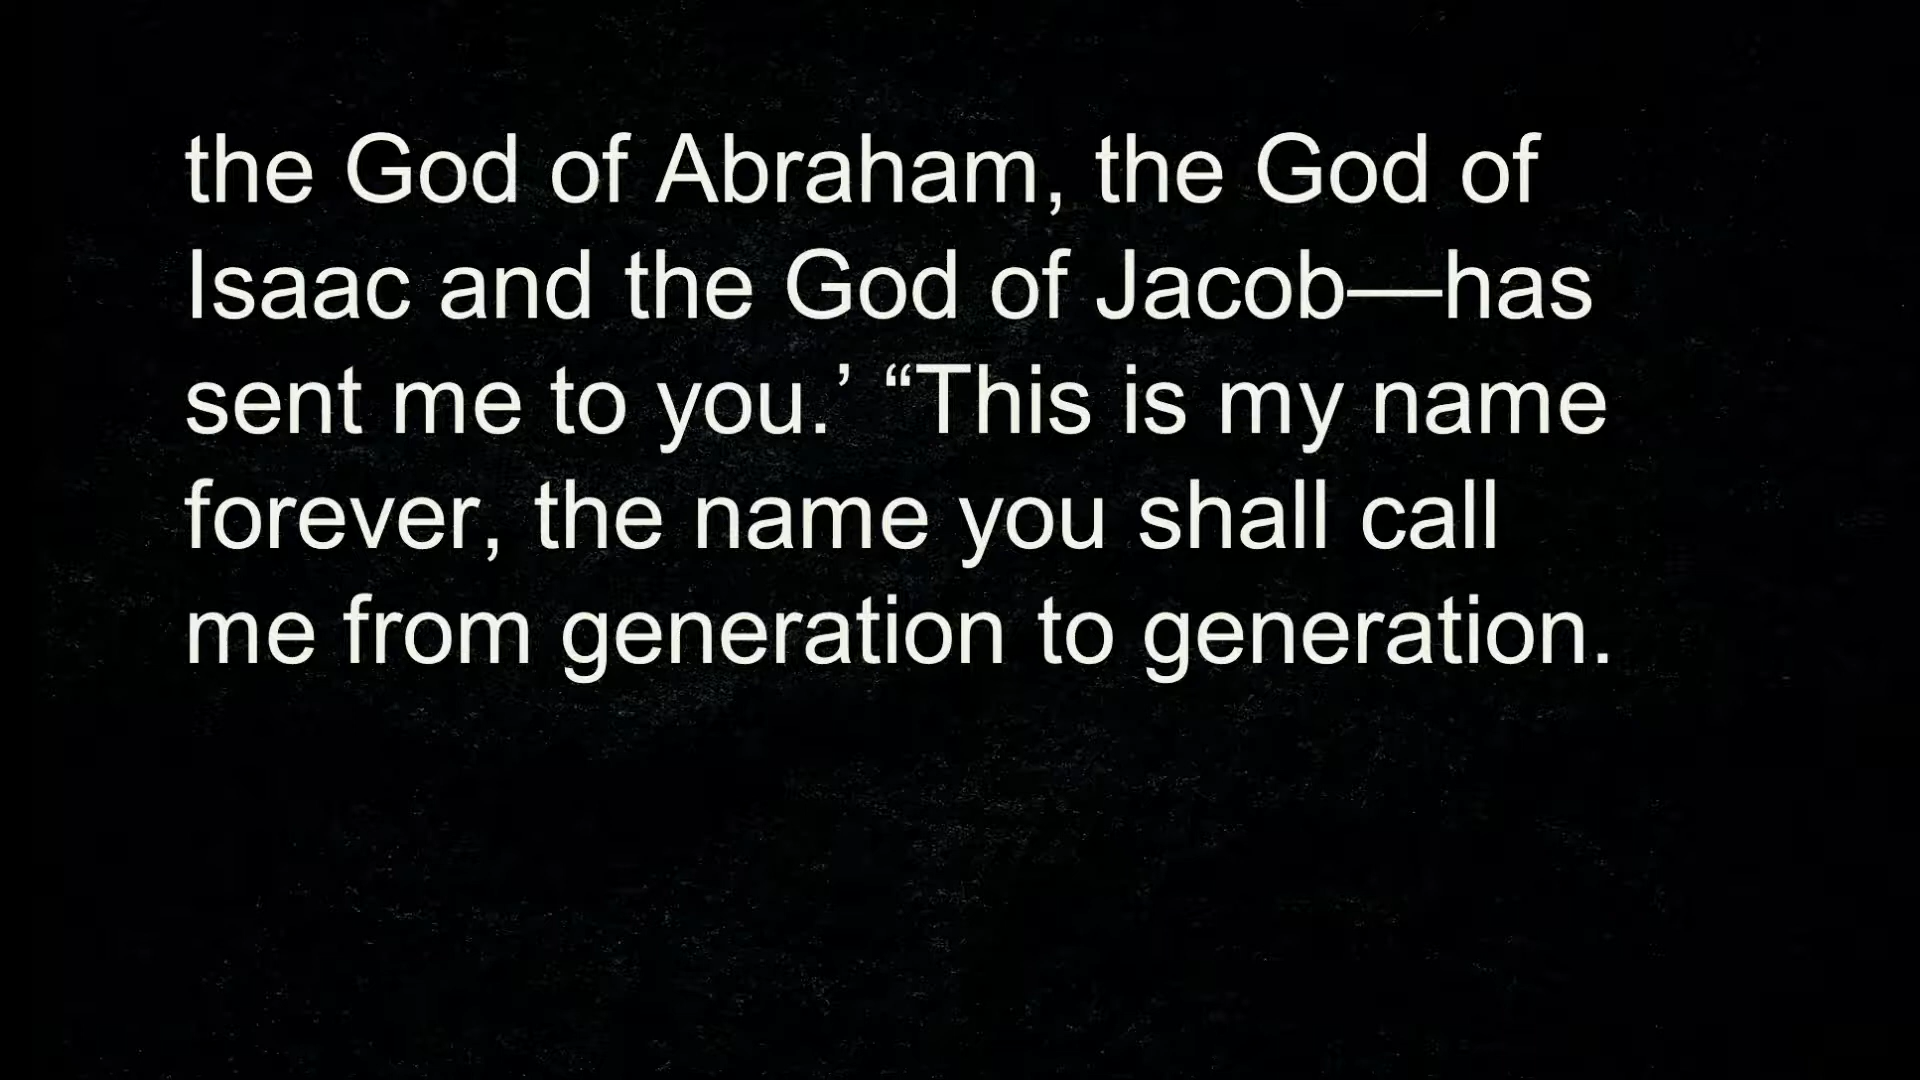 the God of Abraham, the God of
Isaac and the God of Jacob—has
sent me to you.’ “This is my name
forever, the name you shall call
me from generation to generation.